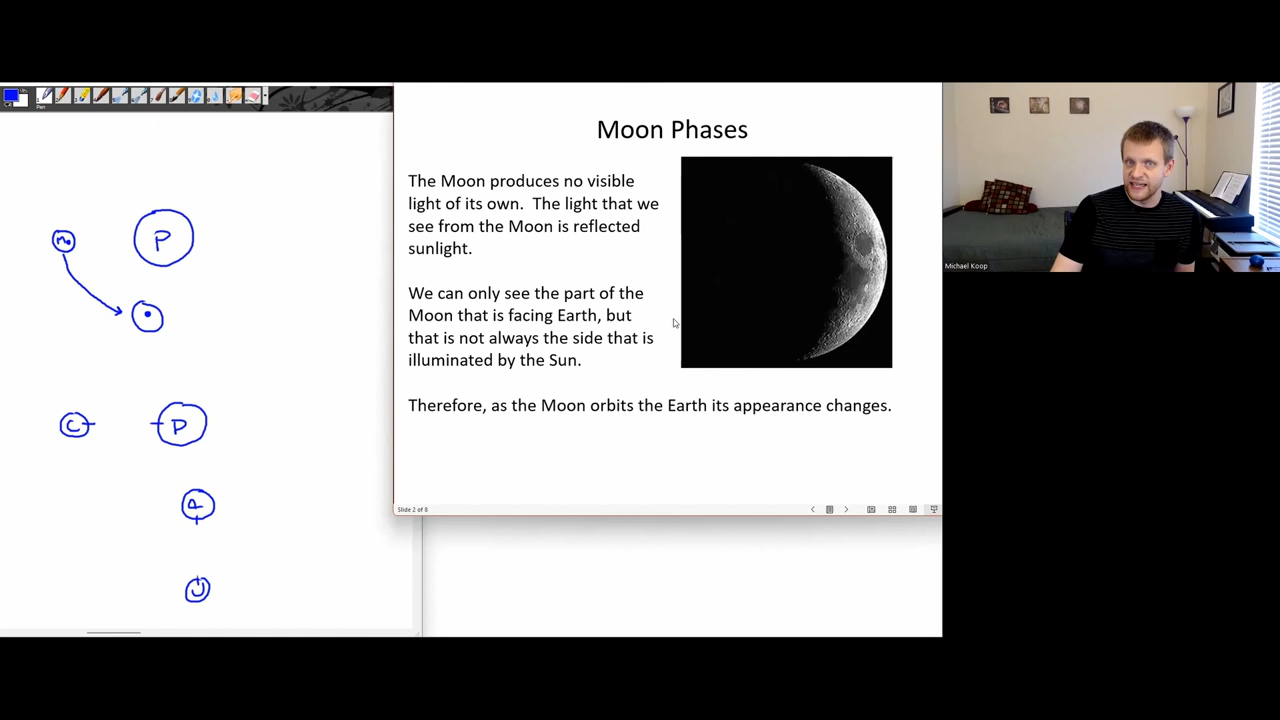 Moon Phases
The Moon produces no visible
light of its own.  The light that we
see from the Moon is reflected
sunlight.
We can only see the part of the
Moon that is facing Earth, but
that is not always the side that is
illuminated by the Sun.
Therefore, as the Moon orbits the Earth its appearance changes.
Slide 2 of 8
Michael Koop
Pen
P
C
P